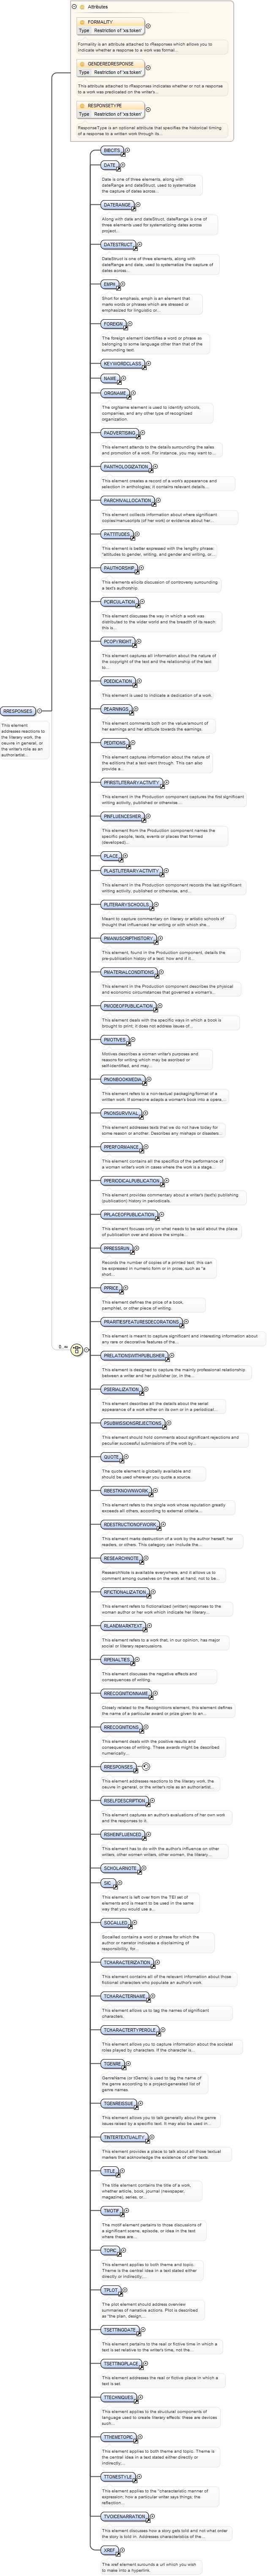 Attributes
FORMALITY
Type Restriction of 'xs:token'
Formality is an attribute attached to rResponses which allows you to
indicate whether a response to a work was formal...
GENDEREDRESPONSE
Type Restriction of 'xs:token'
This attribute attached to rResponses indicates whether or not a response
to a work was predicated on the writer's...
RESPONSETYPE
Type Restriction of 'xs:token'
ResponseType is an optional attribute that specifies the historical timing
of a response to a written work through its...
RRESPONSES
This element
addresses reactions to
the literary work, the
oeuvre in general, or
the writer's role as an
author/artist...
0..∞
BIBCITS
DATE
Date is one of three elements, along with
dateRange and dateStruct, used to systematize
the capture of dates across...
DATERANGE
Along with date and dateStruct, dateRange is one of
three elements used for systematizing dates across
project...
DATESTRUCT
DateStruct is one of three elements, along with
dateRange and date, used to systematize the capture of
dates across...
EMPH
Short for emphasis, emph is an element that
marks words or phrases which are stressed or
emphasized for linguistic or...
FOREIGN
The foreign element identifies a word or phrase as
belonging to some language other than that of the
surrounding text.
KEYWORDCLASS
NAME
ORGNAME
The orgName element is used to identify schools,
companies, and any other type of recognized
organization.
PADVERTISING
This element attends to the details surrounding the sales
and promotion of a work. For instance, you may want to...
PANTHOLOGIZATION
This element creates a record of a work's appearance and
selection in anthologies. It contains relevant details...
PARCHIVALLOCATION
This element collects information about where significant
copies/manuscripts (of her work) or evidence about her...
PATTITUDES
This element is better expressed with the lengthy phrase
"attitudes to gender, writing, and gender and writing, or...
PAUTHORSHIP
This elements elicits discussion of controversy surrounding
a text's authorship.
PCIRCULATION
This element discusses the way in which a work was
distributed to the wider world and the breadth of its reach.
this is...
PCOPYRIGHT
This element captures all information about the nature of
the copyright of the text and the relationship of the text
to...
PDEDICATION
This element is used to indicate a dedication of a work.
PEARNINGS
This element comments both on the value/amount of
her earnings and her attitude towards the earnings.
PEDITIONS
This element captures information about the nature of
the editions that a text went through. This can also
provide a...
PFIRSTLITERARYACTIVITY
This element in the Production component captures the first significant
writing activity, published or otherwise...
PINFLUENCESHER
This element from the Production component names the
specific people, texts, events or places that formed
(developed)...
PLACE
PLASTLITERARYACTIVITY
This element in the Production component records the last significant
writing activity, published or otherwise, and...
PLITERARYSCHOOLS
Meant to capture commentary on literary or artistic schools of
thought that influenced her writing or with which she...
PMANUSCRIPTHISTORY
This element, found in the Production component, details the
pre-publication history of a text: how and if it...
PMATERIALCONDITIONS
This element in the Production component describes the physical
and economic circumstances that governed a women's...
PMODEOFPUBLICATION
This element deals with the specific ways in which a book is
brought to print; it does not address issues of...
PMOTIVES
Motives describes a woman writer's purposes and
reasons for writing which may be ascribed or
self-identified, and may...
PNONBOOKMEDIA
This element refers to a non-textual packaging/format of a
written work. If someone adapts a women's book into a opera,...
PNONSURVIVAL
This element addresses texts that we do not have today for
some reason or another. Describes any mishaps or disasters...
PPERFORMANCE
This element contains all the specifics of the performance of
a woman writer's work in cases where the work is a stage...
PPERIODICALPUBLICATION
This element provides commentary about a writer's (text's) publishing
(publication) history in periodicals.
PPLACEOFPUBLICATION
This element focuses only on what needs to be said about the place
of publication over and above the simple...
PPRESSRUN
Records the number of copies of a printed text: this can
be expressed in numeric form or in prose, such as "a
short...
PPRICE
This element defines the price of a book,
pamphlet, or other piece of writing.
PRARITIESFEATURESDECORATIONS
This element is meant to capture significant and interesting information about
any rare or decorative features of the...
PRELATIONSWITHPUBLISHER
This element is designed to capture the mainly professional relationship
between a writer and her publisher (or, in the...
PSERIALIZATION
This element describes all the details about the serial
appearance of a work either on its own or in a periodical...
PSUBMISSIONSREJECTIONS
This element should hold comments about significant rejections and
peculiar successful submissions of the work by...
QUOTE
The quote element is globally available and
should be used wherever you quote a source.
RBESTKNOWNWORK
This element refers to the single work whose reputation greatly
exceeds all others, according to external criteria...
RDESTRUCTIONOFWORK
This element marks destruction of a work by the author herself, her
readers, or others. This category can include the...
RESEARCHNOTE
ResearchNote is available everywhere, and it allows us to
comment among ourselves on the work at hand, not to be...
RFICTIONALIZATION
This element refers to fictionalized (written) responses to the
woman author or her work which indicate her literary...
RLANDMARKTEXT
This element refers to a work that, in our opinion, has major
social or literary repercussions.
RPENALTIES
This element discusses the negative effects and
consequences of writing.
RRECOGNITIONNAME
Closely related to the Recognitions element, this element defines
the name of a particular award or prize given to an...
RRECOGNITIONS
This element deals with the positive results and
consequences of writing. These awards might be described
numerically...
RRESPONSES
This element addresses reactions to the literary work, the
oeuvre in general, or the writer's role as an author/artist...
RSELFDESCRIPTION
This element captures an author's evaluations of her own work
and the responses to it
RSHEINFLUENCED
This element has to do with the author's influence on other
writers, other women writers, other women, the literary...
SCHOLARNOTE
SIC
This element is left over from the TEI set of
elements and is meant to be used in the same
way that you would use a...
SOCALLED
Socalled contains a word or phrase for which the
author or narrator indicates a disclaiming of
responsibility, for...
TCHARACTERIZATION
This element contains all of the relevant information about those
fictional characters who populate an author's work
TCHARACTERNAME
This element allows us to tag the names of significant
characters
TCHARACTERTYPEROLE
This element allows you to capture information about the societal
roles played by characters. If the character is...
TGENRE
GenreName (or tGenre) is used to tag the name of
the genre according to a project-generated list of
genre names.
TGENREISSUE
This element allows you to talk generally about the genre
issues raised by a specific text. It may also be used in...
TINTERTEXTUALITY
This element provides a place to talk about all those textual
markers that acknowledge the existence of other texts
TITLE
The title element contains the title of a work,
whether article, book, journal (newspaper,
magazine), series, or...
TMOTIF
The motif element pertains to those discussions of
a significant scene, episode, or idea in the text
where these are...
TOPIC
This element applies to both theme and topic.
Theme is the central idea in a text stated either
directly or indirectly;...
TPLOT
The plot element should address overview
summaries of narrative actions. Plot is described
as "the plan, design,...
TSETTINGDATE
This element pertains to the real or fictive time in which a
text is set relative to the writer's time, not the...
TSETTINGPLACE
This element addresses the real or fictive place in which a
text is set.
TTECHNIQUES
This element applies to the structural components of
language used to create literary effects: these are devices
such...
TTHEMETOPIC
This element applies to both theme and topic. Theme is
the central idea in a text stated either directly or
indirectly;...
TTONESTYLE
This element applies to the "characteristic manner of
expression; how a particular writer says things; the
reflection...
TVOICENARRATION
This element discusses how a story gets told and not what order
the story is told in. Addresses characteristics of the...
XREF
The xref element surrounds a url which you wish
to make into a hyperlink.